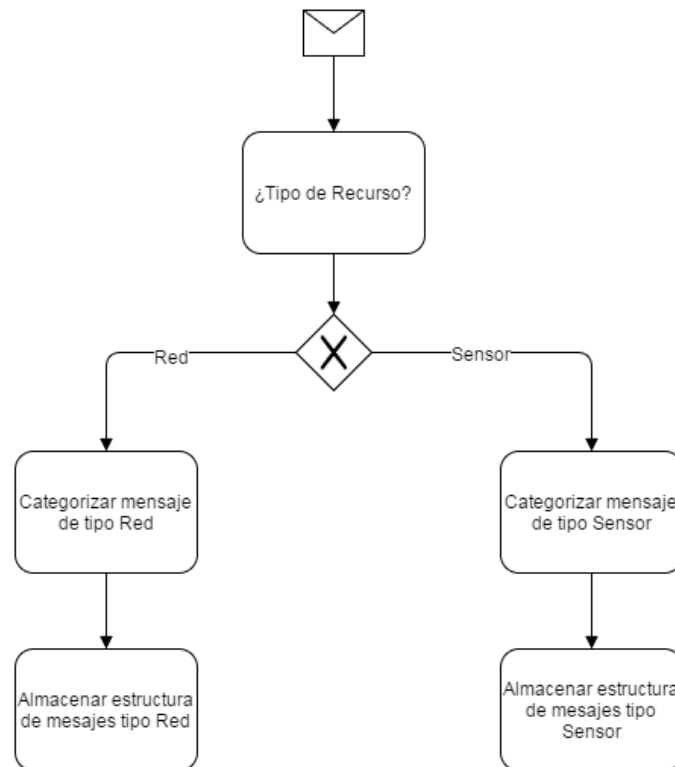 ¿Tipo de Recurso?
Red
Sensor
Categorizar mensaje
de tipo Red
Categorizar mensaje
de tipo Sensor
Almacenar estructura
de mesajes tipo Red
Almacenar estructura
de mesajes tipo
Sensor